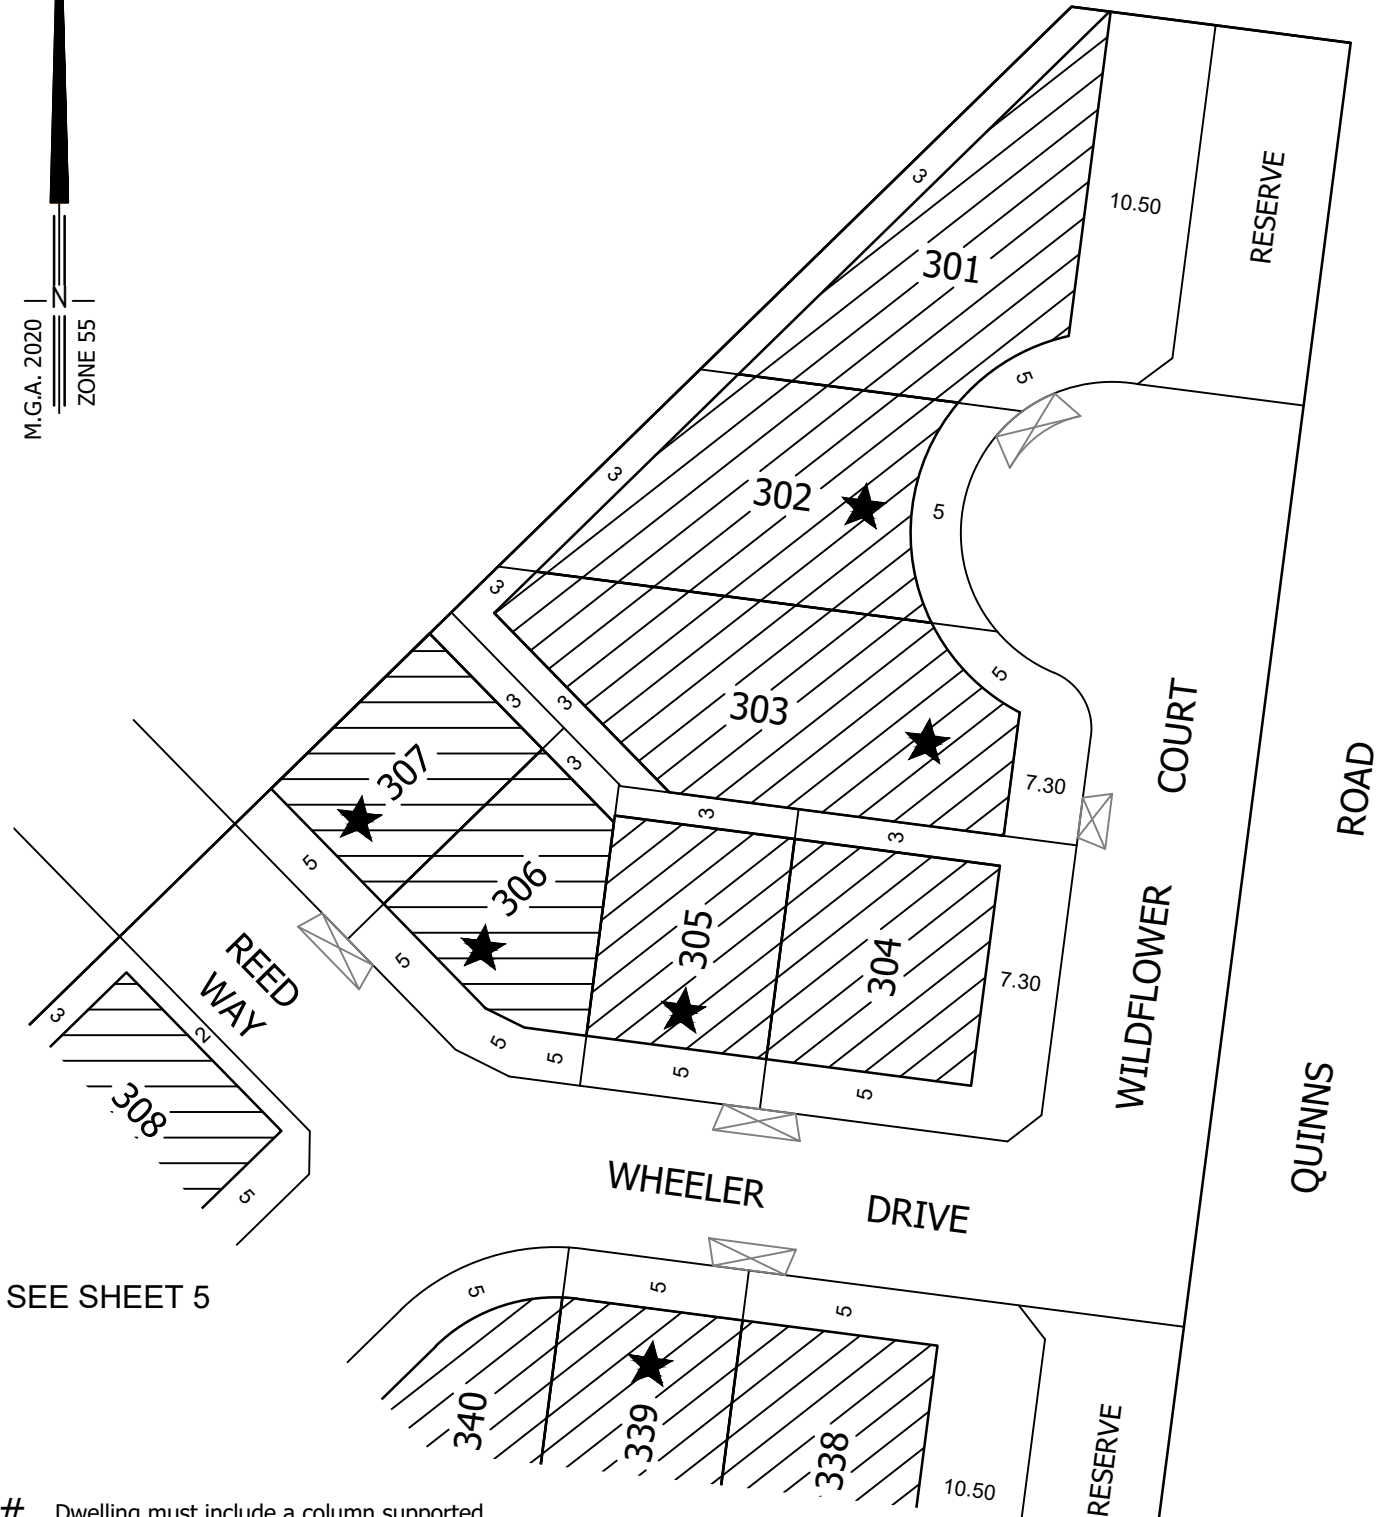 M.G.A. 2020
N
ZONE 55
3
10.50
RESERVE
301
5
3
302
5
3
303
5
3
3
3
307
COURT
7.30
ROAD
3
3
5
306
305
304
7.30
WILDFLOWER
5
REED
WAY
3
2
308
5
5
5
5
5
QUINNS
WHEELER DRIVE
SEE SHEET 5
5
5
5
340
339
338
10.50
RESERVE
# Dwelling must include a column supported